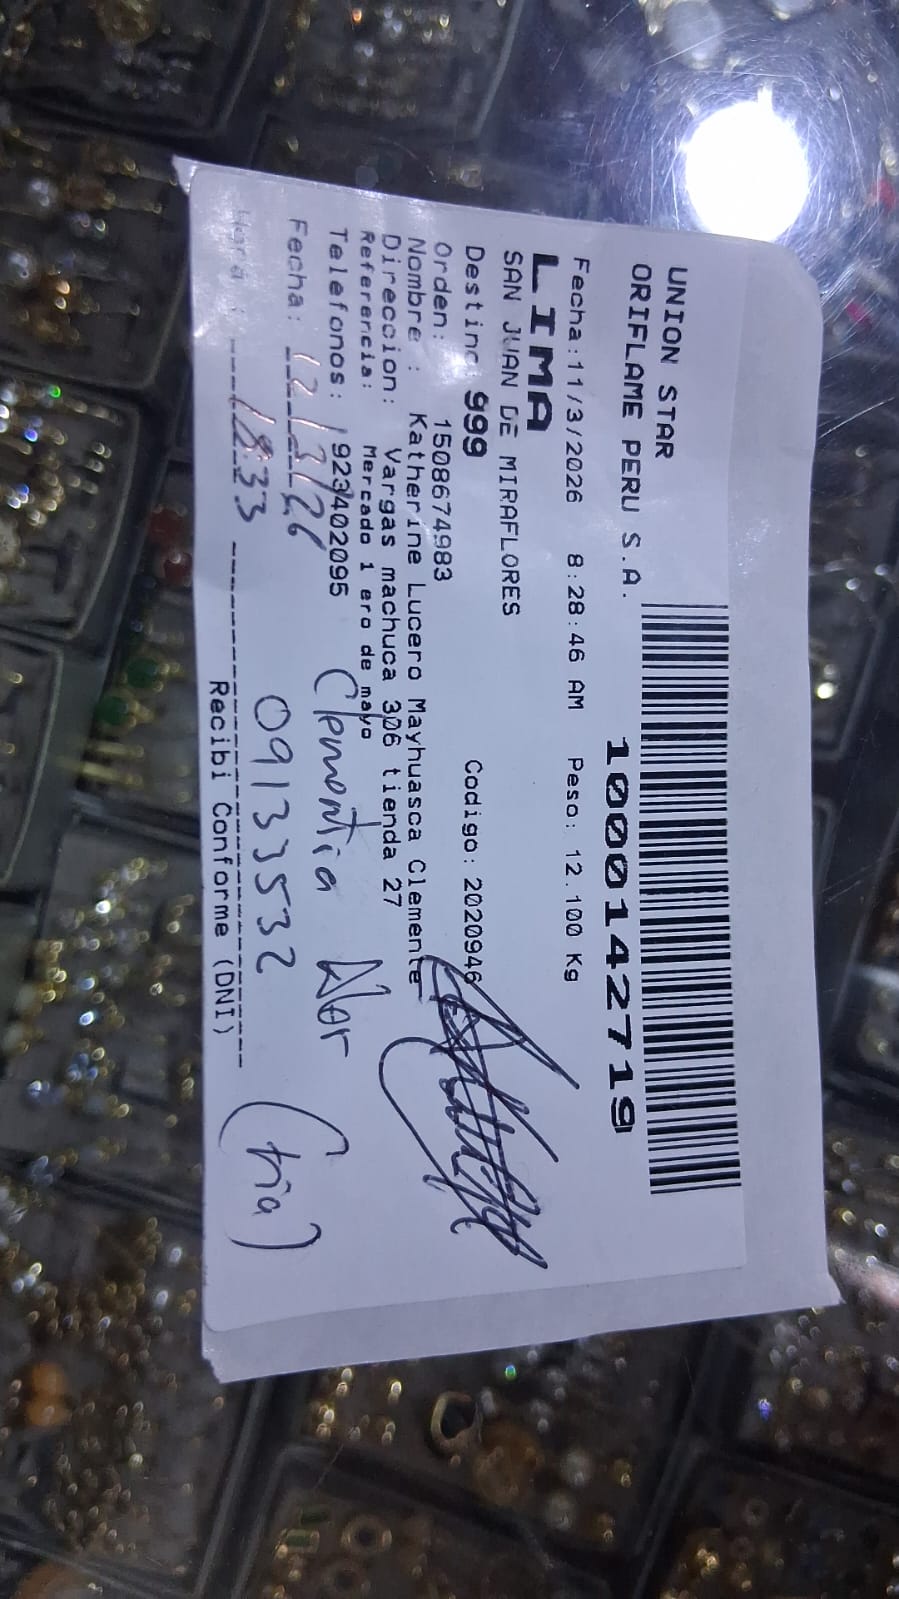 UNION STAR
ORIFLAME PERU S.A.
1000142719
Fecha:11/3/2026 8:28:46 AM Peso: 12.100 Kg
LIMA
SAN JUAN DE MIRAFLORES
Destino 999 Codigo: 2020946
Orden: 1508674983
Nombre : Katherine Lucero Mayhuasca Clemente
Direccion: Vargas machuca 306 tienda 27
Referencia: Mercado 1 ero de mayo
Telefonos: 923402095
Clementia Alor
Fecha: 12/3/26
(tia)
Hora : 18:33
09133532
Recibi Conforme (DNI)